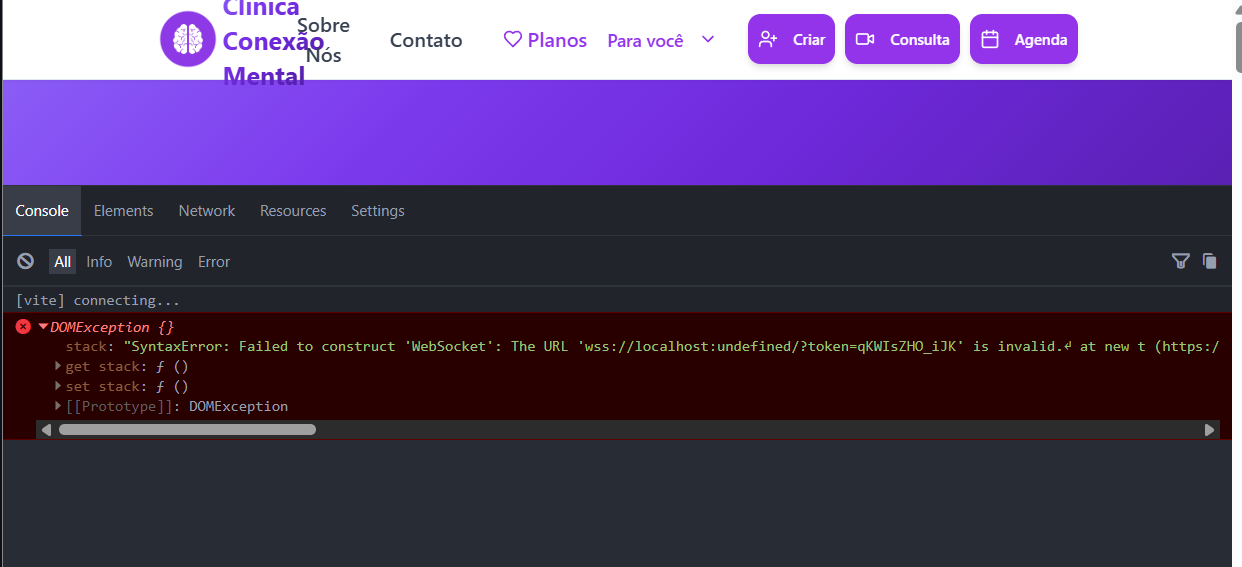 Clínica
Conexão
Mental
Sobre
Nós
Contato
Planos
Para você
Criar
Consulta
Agenda
Console Elements Network Resources Settings
All Info Warning Error
[vite] connecting...
DOMException {}
stack: "SyntaxError: Failed to construct 'WebSocket': The URL 'wss://localhost:undefined/?token=qKWIsZHO_iJK' is invalid.↲ at new t (https:/
get stack: ƒ ()
set stack: ƒ ()
[[Prototype]]: DOMException